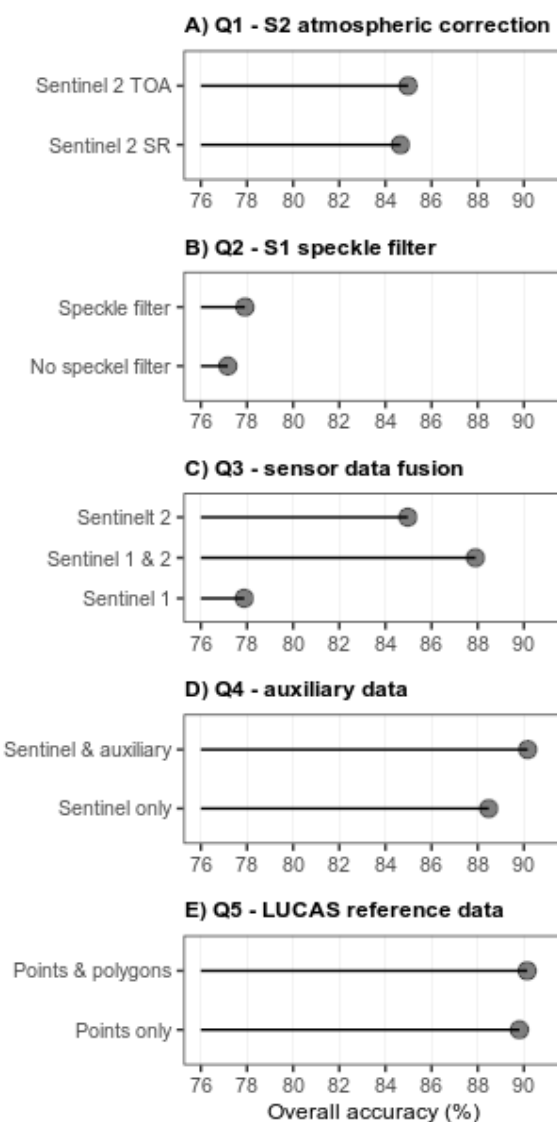 A) Q1 - S2 atmospheric correction
Sentinel 2 TOA
Sentinel 2 SR
76 78 80 82 84 86 88 90
B) Q2 - S1 speckle filter
Speckle filter
No speckel filter
76 78 80 82 84 86 88 90
C) Q3 - sensor data fusion
Sentinelt 2
Sentinel 1 & 2
Sentinel 1
76 78 80 82 84 86 88 90
D) Q4 - auxiliary data
Sentinel & auxiliary
Sentinel only
76 78 80 82 84 86 88 90
E) Q5 - LUCAS reference data
Points & polygons
Points only
76 78 80 82 84 86 88 90
Overall accuracy (%)